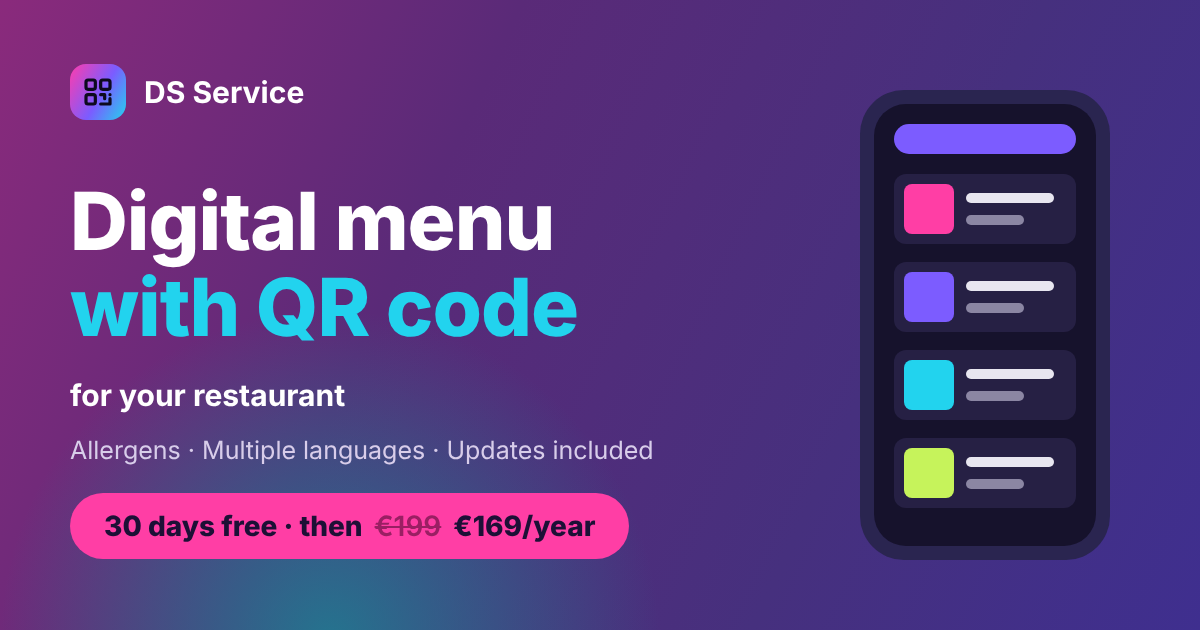 DS Service
Digital menu
with QR code
for your restaurant
Allergens · Multiple languages · Updates included
30 days free · then €199 €169/year